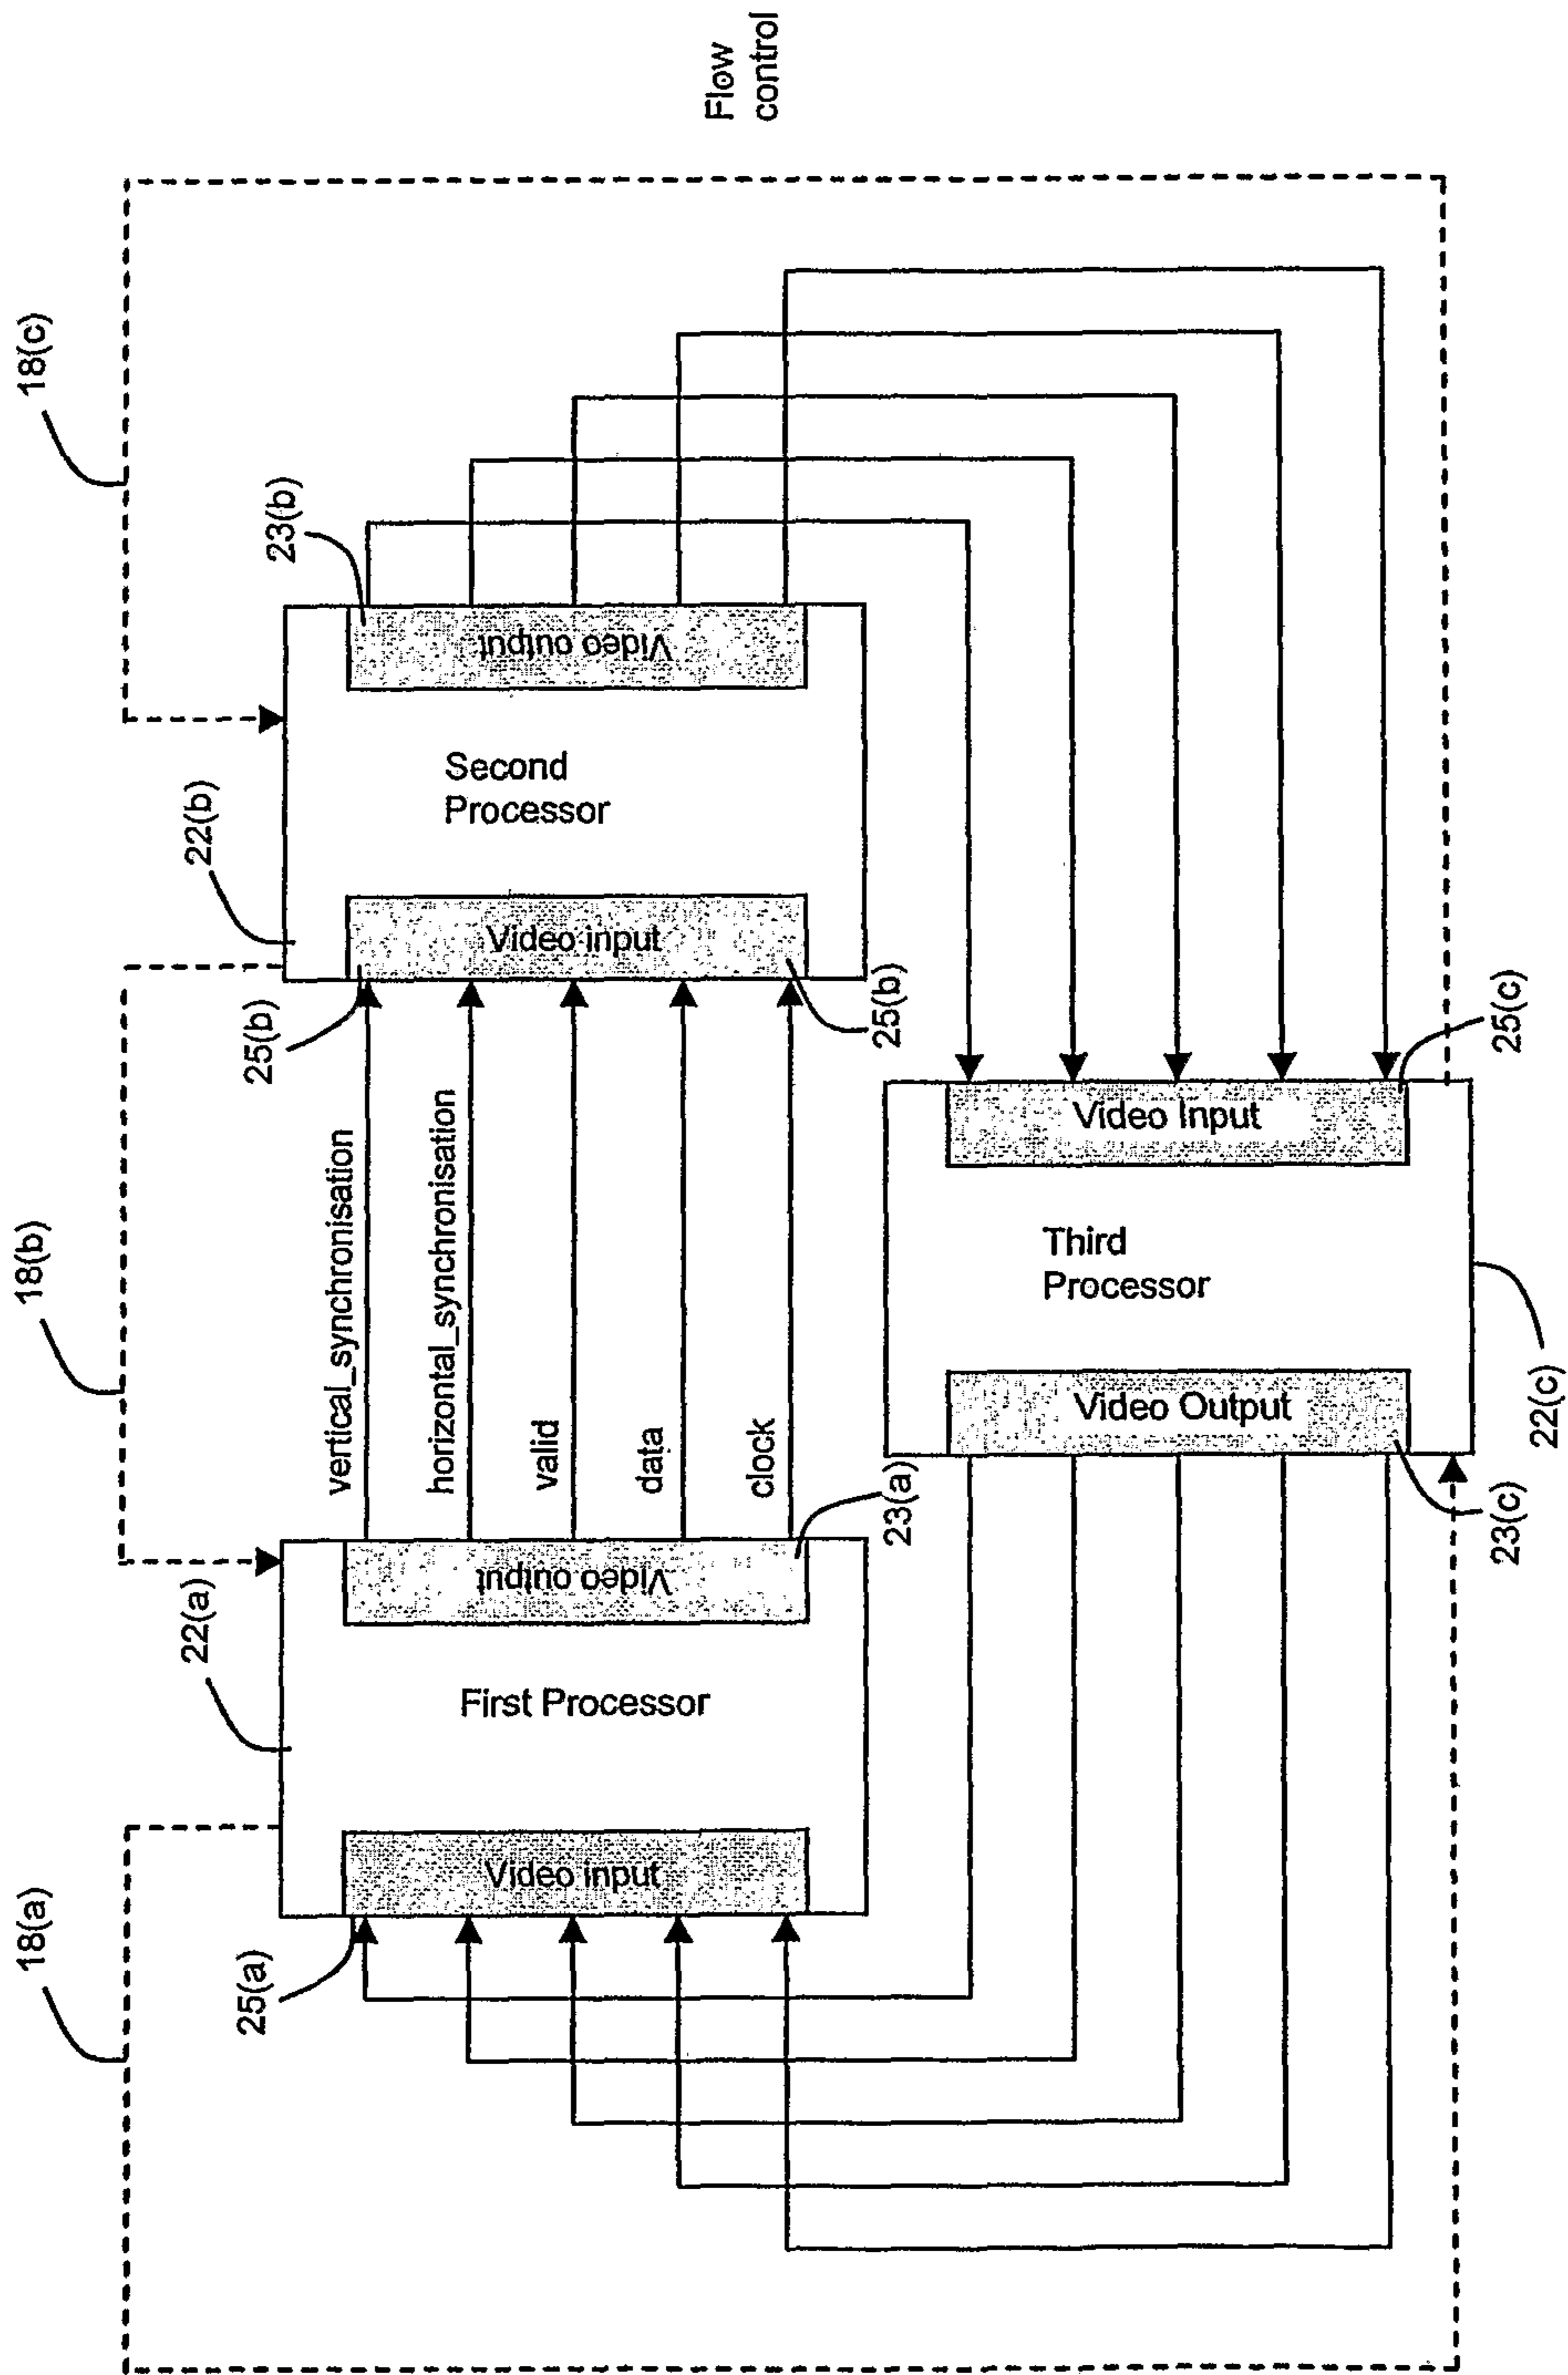 18(a)
18(b)
18(c)
22(a)
22(b)
25(a)
25(b)
23(b)
Video input
First Processor
Video output
vertical_synchronisation
horizontal_synchronisation
valid
data
clock
Video input
Second
Processor
Video output
Flow
control
23(a)
25(b)
Video Output
Third
Processor
Video Input
23(c)
22(c)
25(c)